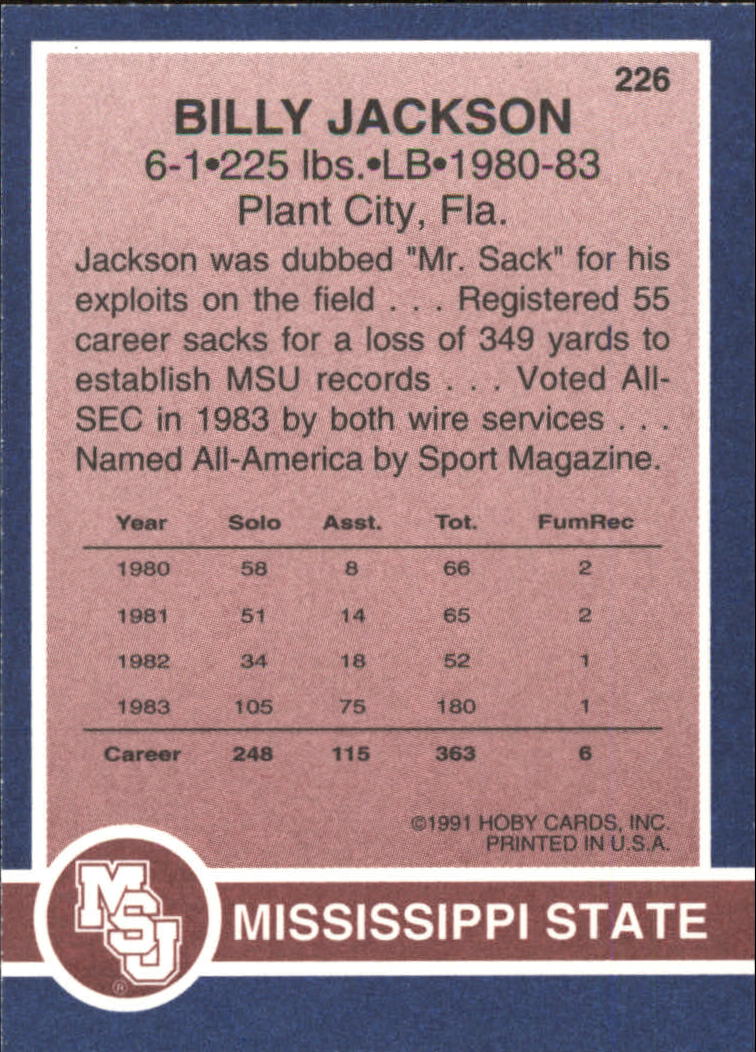 226
BILLY JACKSON
6-1•225 lbs.•LB•1980-83
Plant City, Fla.
Jackson was dubbed "Mr. Sack" for his
exploits on the field . . . Registered 55
career sacks for a loss of 349 yards to
establish MSU records . . . Voted All-
SEC in 1983 by both wire services . . .
Named All-America by Sport Magazine.
Year Solo Asst. Tot. FumRec
1980 58 8 66 2
1981 51 14 65 2
1982 34 18 52 1
1983 105 75 180 1
Career 248 115 363 6
©1991 HOBY CARDS, INC.
PRINTED IN U.S.A.
MSU
®
MISSISSIPPI STATE